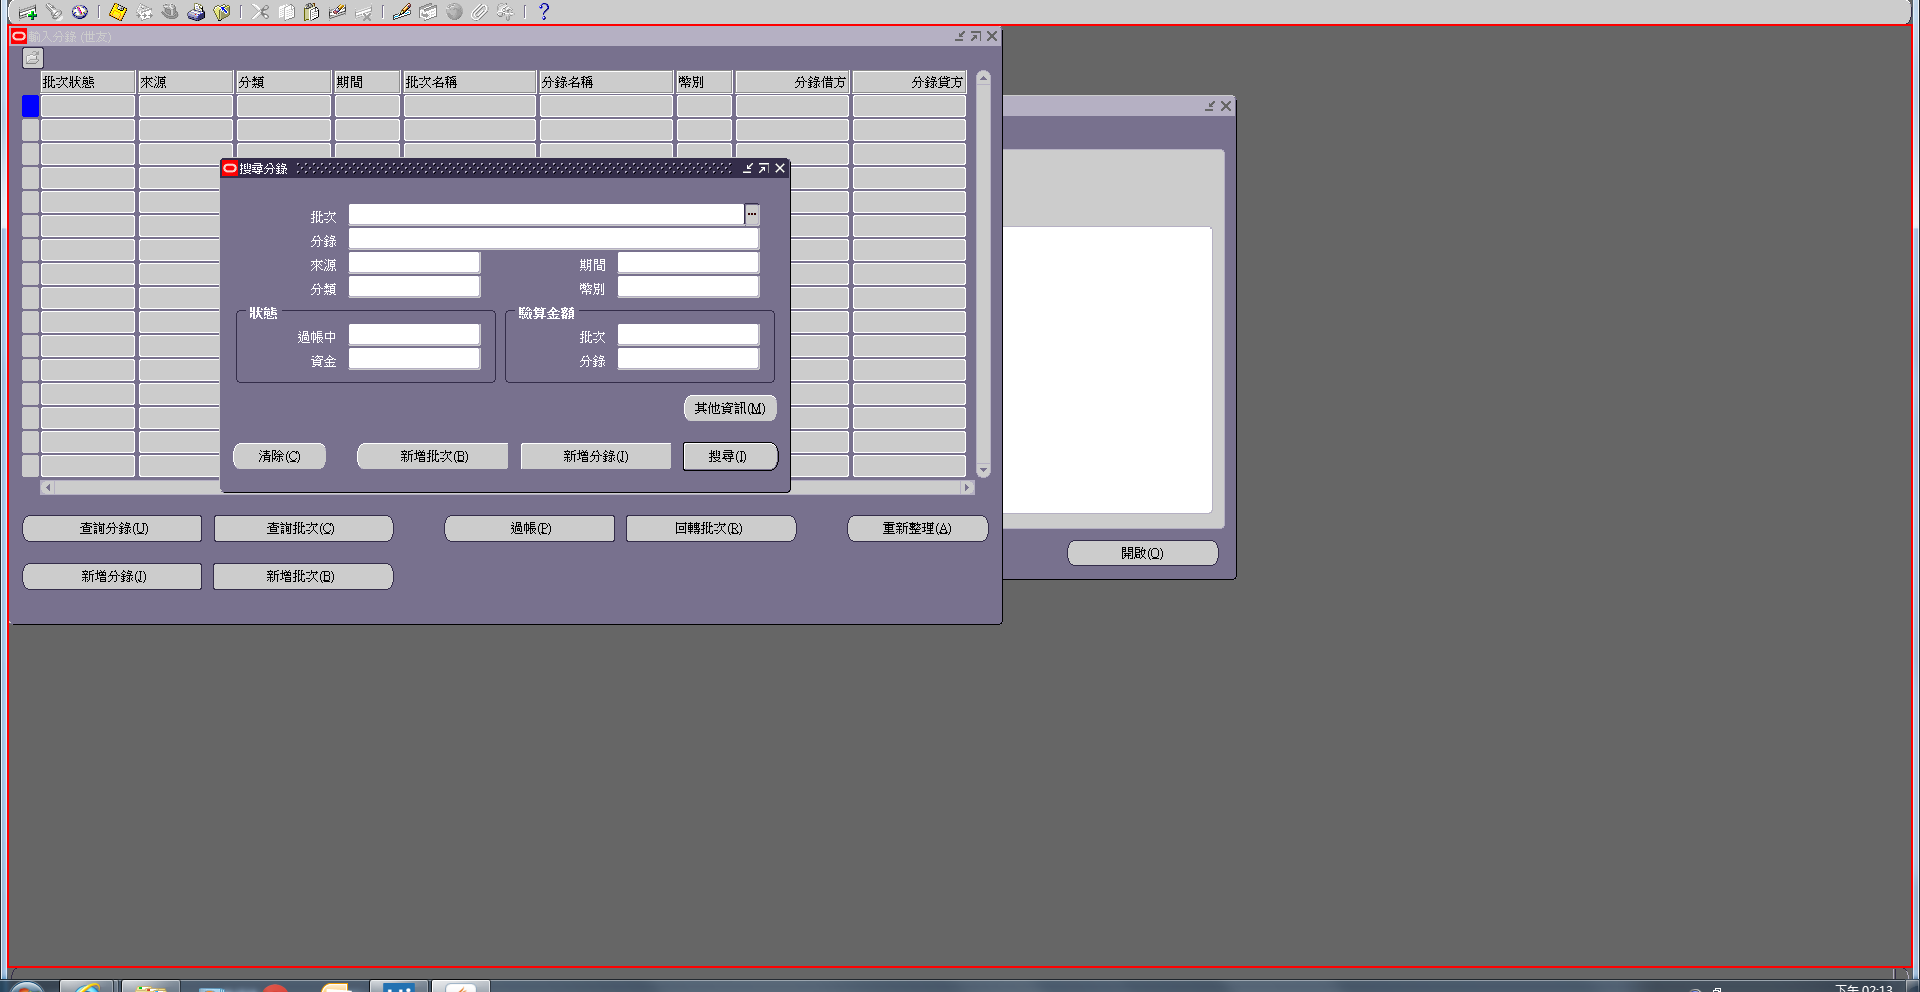 輸入分錄 (世友)
批次狀態 來源 分類 期間 批次名稱 分錄名稱 幣別 分錄借方 分錄貸方
搜尋分錄
批次
分錄
來源 期間
分類 幣別
狀態 驗算金額
過帳中 批次
資金 分錄
其他資訊(M)
清除(C) 新增批次(B) 新增分錄(J) 搜尋(I)
查詢分錄(U) 查詢批次(C) 過帳(P) 回轉批次(R) 重新整理(A)
開啟(O)
新增分錄(J) 新增批次(B)
下午 02:13